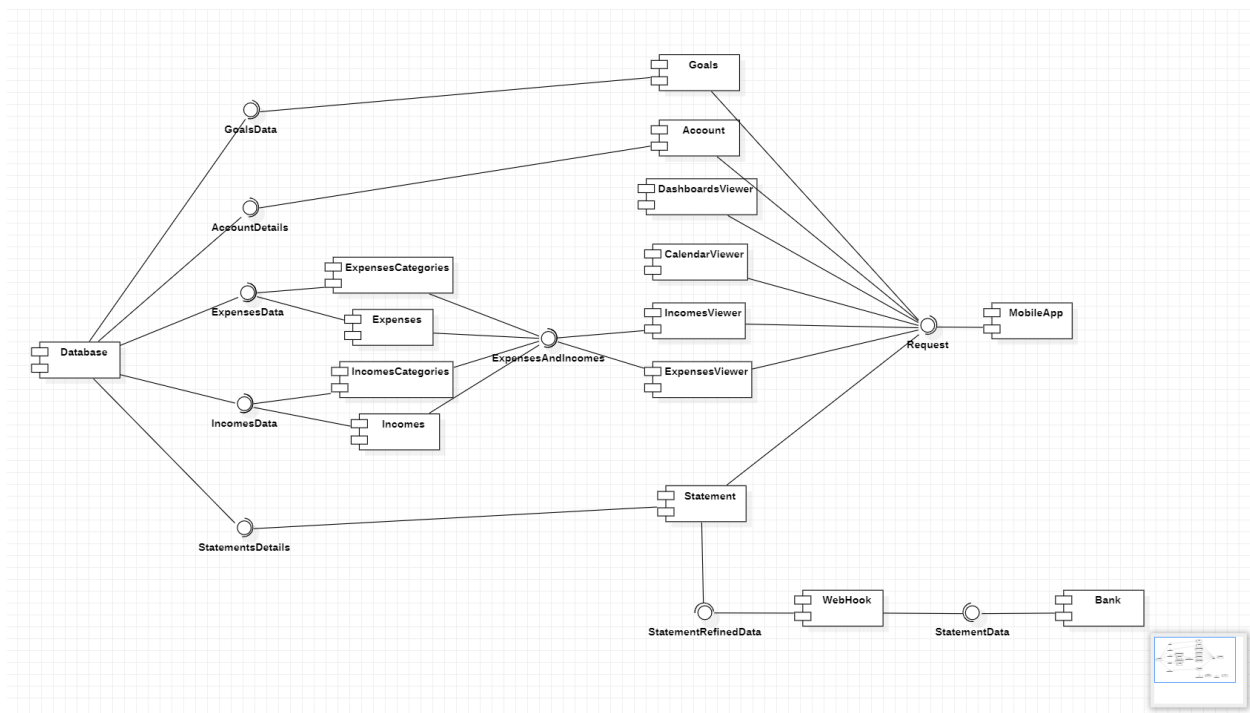 Goals
GoalsData
Account
DashboardsViewer
AccountDetails
CalendarViewer
ExpensesCategories
ExpensesData
Expenses
IncomesViewer
MobileApp
Request
Database
ExpensesAndIncomes
IncomesCategories
ExpensesViewer
IncomesData
Incomes
Statement
StatementsDetails
WebHook
Bank
StatementRefinedData
StatementData